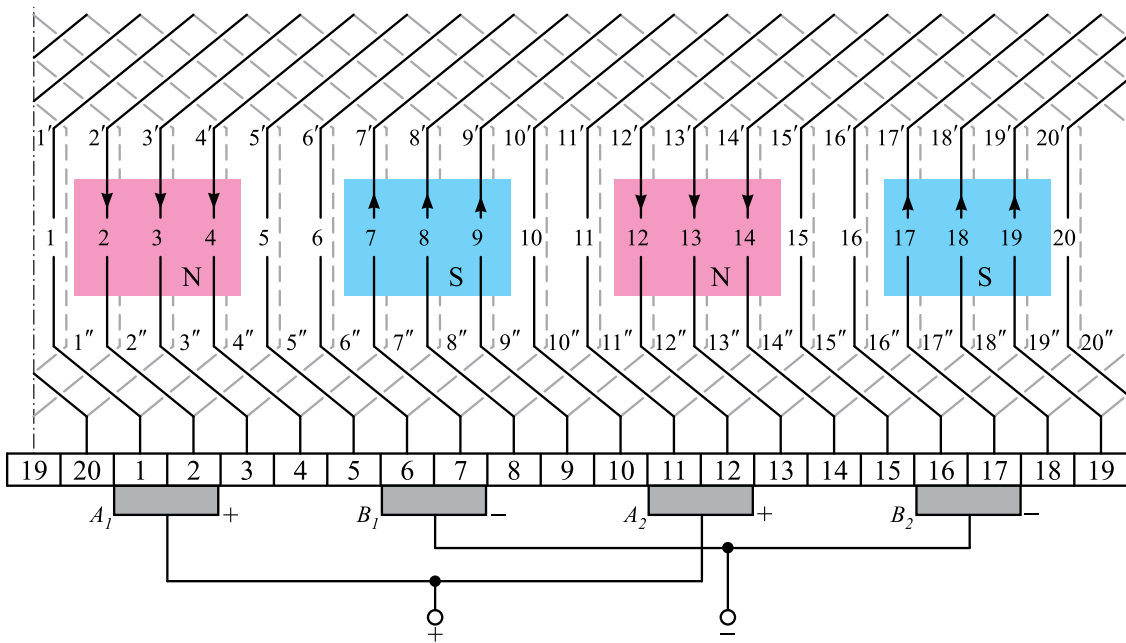 1′ 2′ 3′ 4′ 5′ 6′ 7′ 8′ 9′ 10′ 11′ 12′ 13′ 14′ 15′ 16′ 17′ 18′ 19′ 20′
1 2 3 4 5 6 7 8 9 10 11 12 13 14 15 16 17 18 19 20
N S N S
1″ 2″ 3″ 4″ 5″ 6″ 7″ 8″ 9″ 10″ 11″ 12″ 13″ 14″ 15″ 16″ 17″ 18″ 19″ 20″
19 20 1 2 3 4 5 6 7 8 9 10 11 12 13 14 15 16 17 18 19
A1 + B1 − A2 + B2 −
+ −